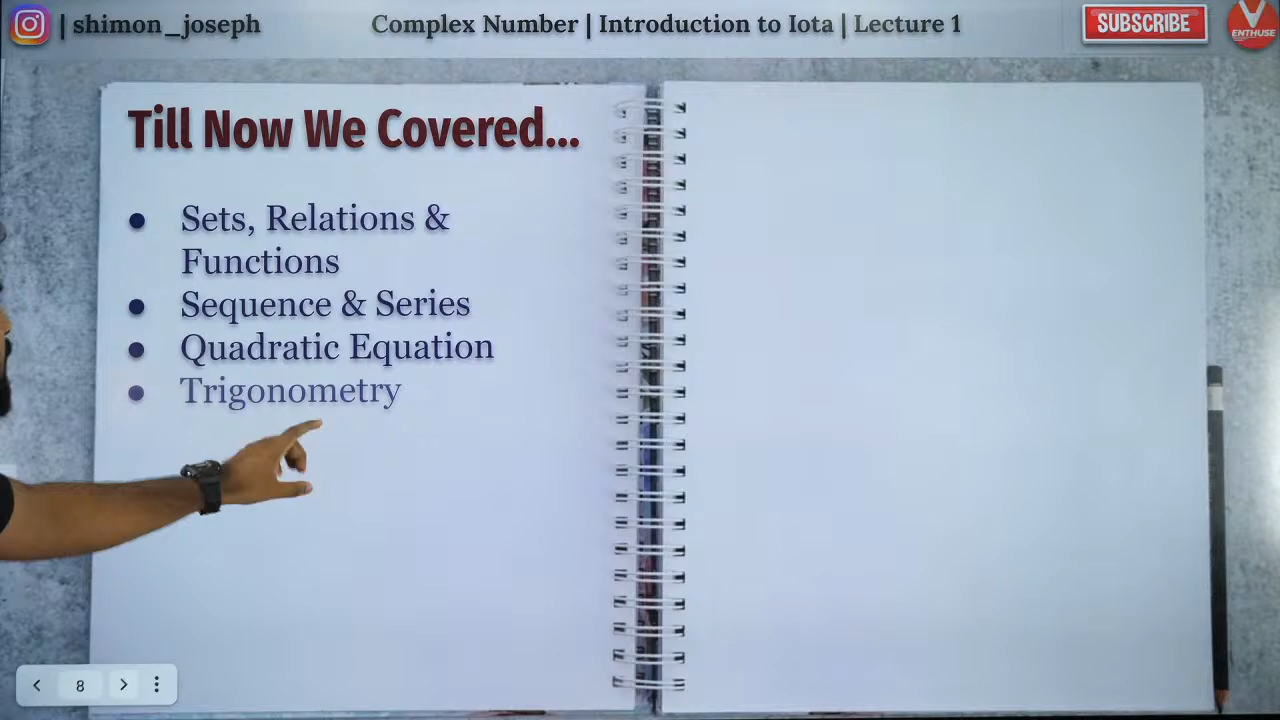 | shimon_joseph
Complex Number | Introduction to Iota | Lecture 1
SUBSCRIBE
V
ENTHUSE
Till Now We Covered...
● Sets, Relations &
Functions
● Sequence & Series
● Quadratic Equation
● Trigonometry
8